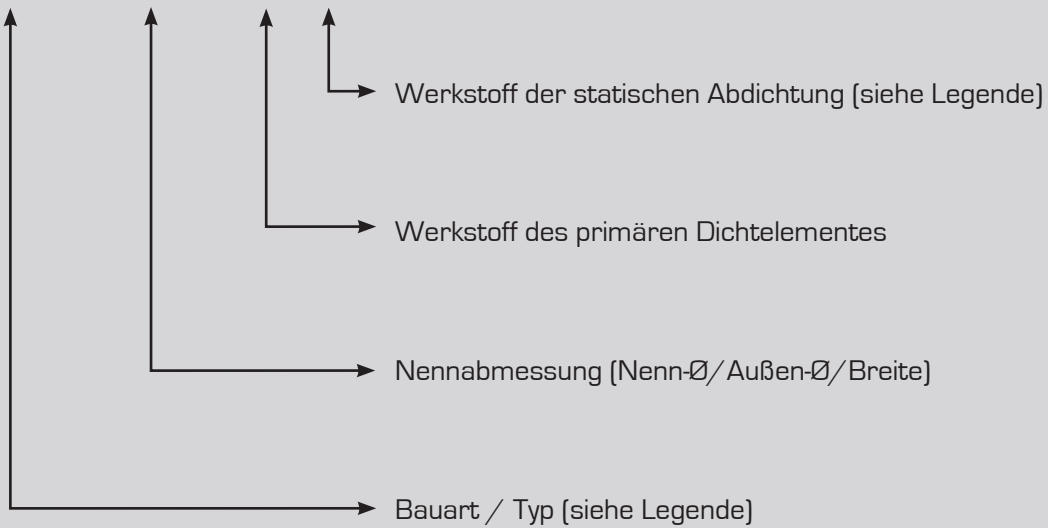 Werkstoff der statischen Abdichtung (siehe Legende)
Werkstoff des primären Dichtelementes
Nennabmessung (Nenn-Ø/Außen-Ø/Breite)
Bauart / Typ (siehe Legende)